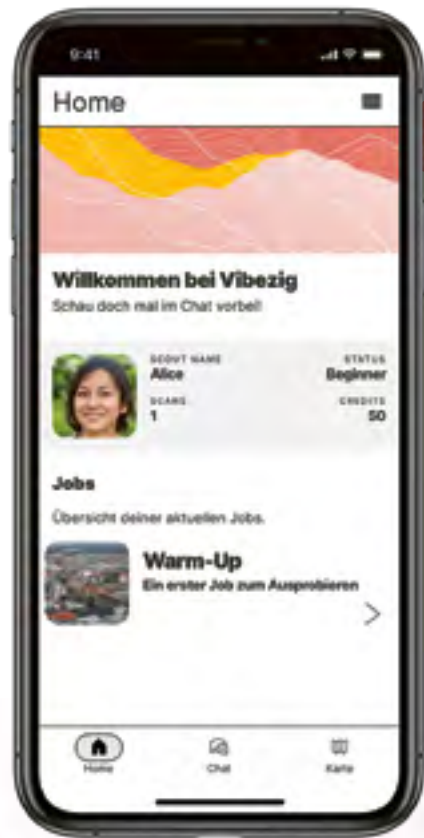 9:41
Home
Willkommen bei Vibezig
Schau doch mal im Chat vorbei!
SCOUT NAME
Alice
STATUS
Beginner
SCANS
1
CREDITS
50
Jobs
Übersicht deiner aktuellen Jobs.
Warm-Up
Ein erster Job zum Ausprobieren
Home
Chat
Karte